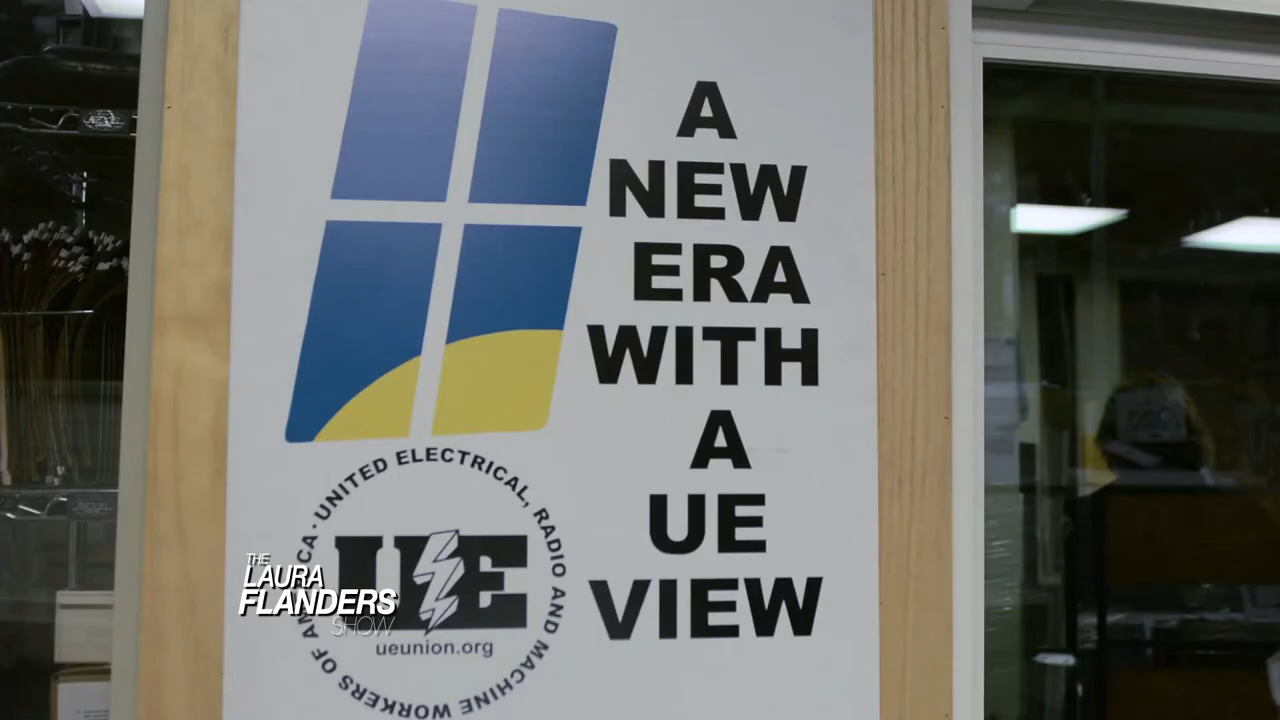 A
NEW
ERA
WITH
A
UE
VIEW
UNITED ELECTRICAL, RADIO AND MACHINE WORKERS OF AMERICA ·
UE
ueunion.org
THE
LAURA
FLANDERS
SHOW